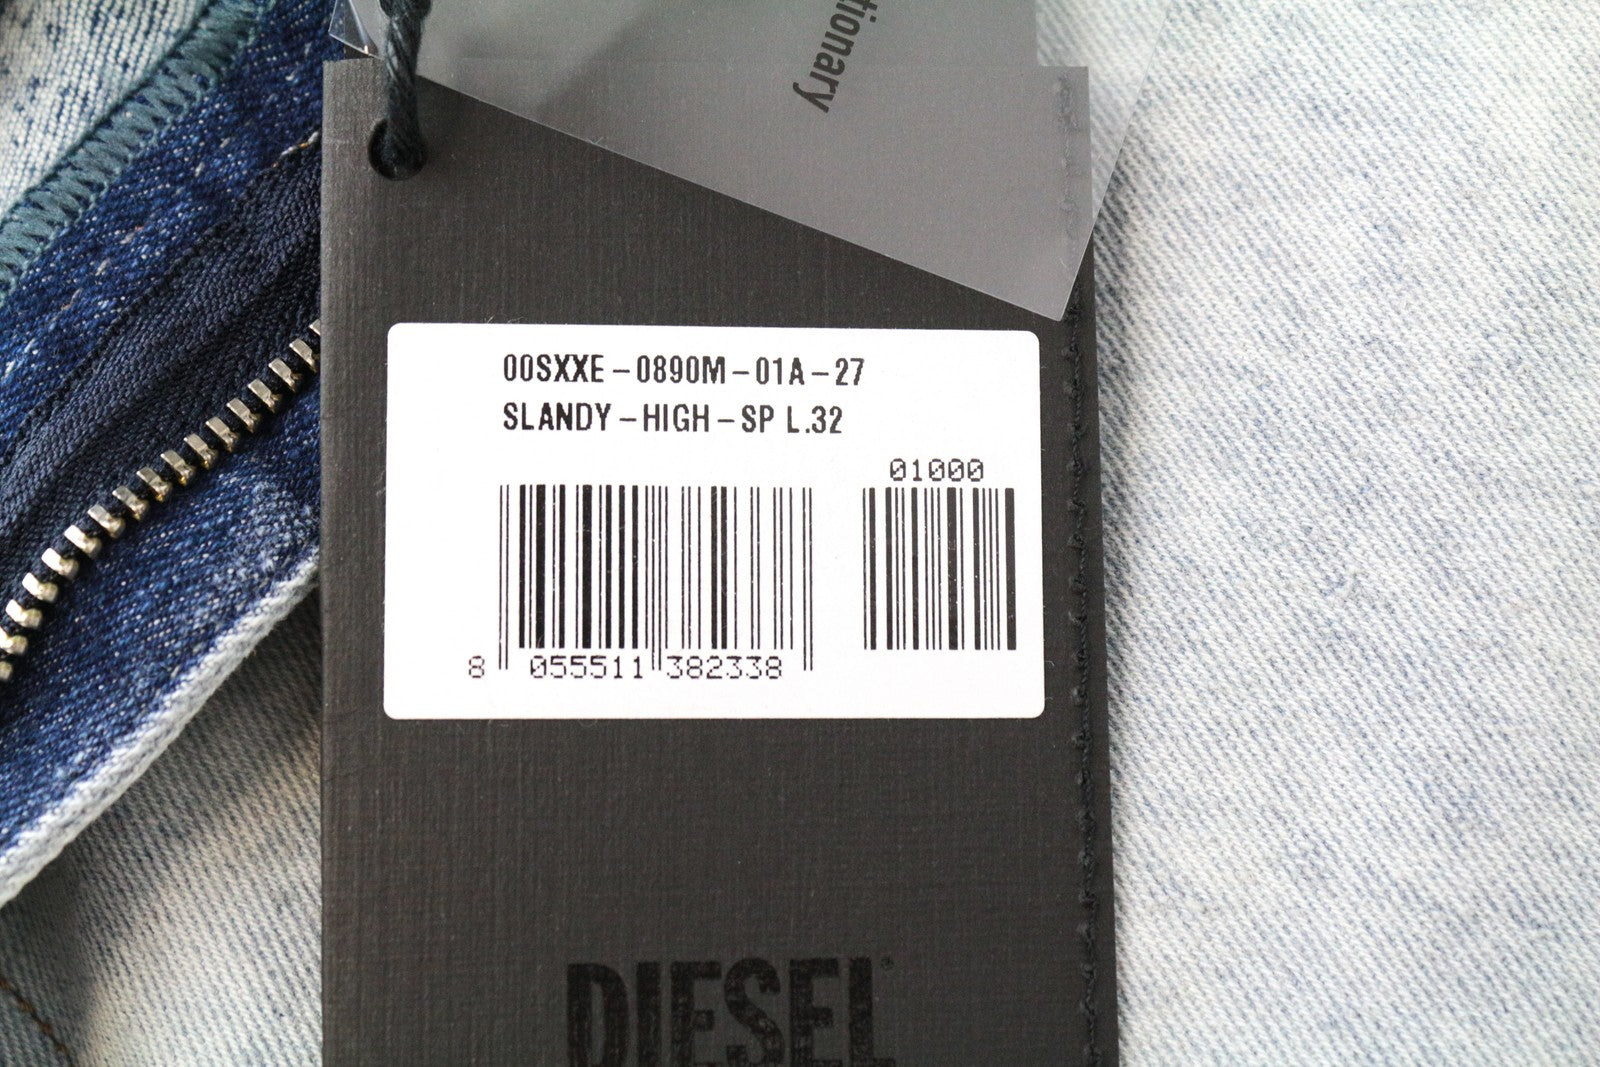 tionary
00SXXE-0890M-01A-27
SLANDY-HIGH-SP L.32
01000
8 055511 382338
DIESEL